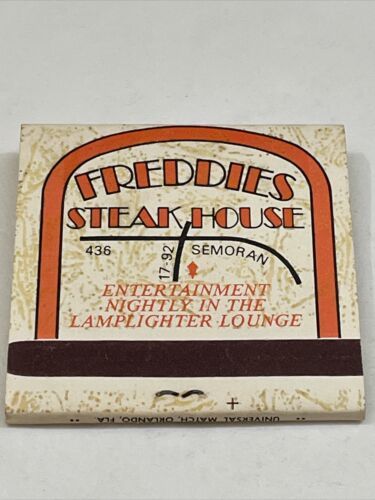 FREDDIES
STEAK HOUSE
436 17-92 SEMORAN
ENTERTAINMENT
NIGHTLY IN THE
LAMPLIGHTER LOUNGE
UNIVERSAL MATCH, ORLANDO, FLA.